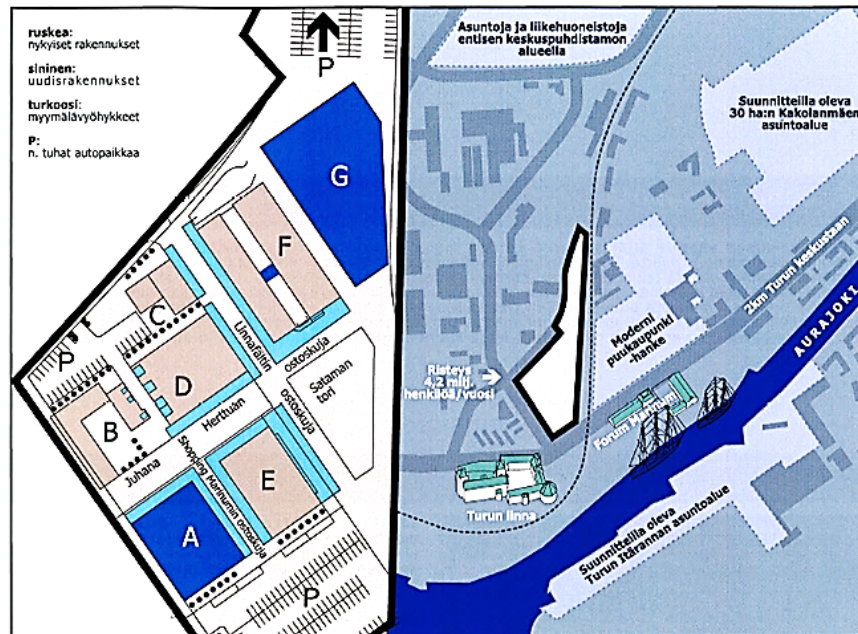 ruskea:
nykyiset rakennukset
sininen:
uudisrakennukset
turkoosi:
myymälävyöhykkeet
P:
n. tuhat autopaikkaa
P
G
F
C
P
D
B
E
A
P
Linnafältin
ostoskuja
Sataman
tori
Juhana
Herttuan
ostoskuja
Shopping Marinumin ostoskuja
Asuntoja ja liikehuoneistoja
entisen keskuspuhdistamon
alueella
Suunnitteilla oleva
30 ha:n Kakolanmäen
asuntoalue
2km Turun keskustaan
AURAJOKI
Moderni
puukaupunki
-hanke
Risteys
4,2 milj.
henkilöä/vuosi
Forum Marinum
Turun linna
Suunnitteilla oleva
Turun Itärannan asuntoalue